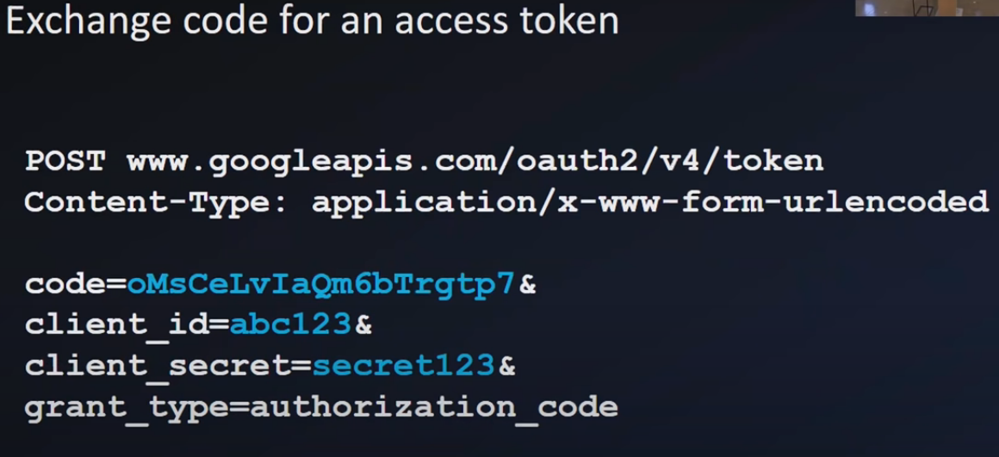 Exchange code for an access token
POST www.googleapis.com/oauth2/v4/token
Content-Type: application/x-www-form-urlencoded
code=oMsCeLvIaQm6bTrgtp7&
client_id=abc123&
client_secret=secret123&
grant_type=authorization_code